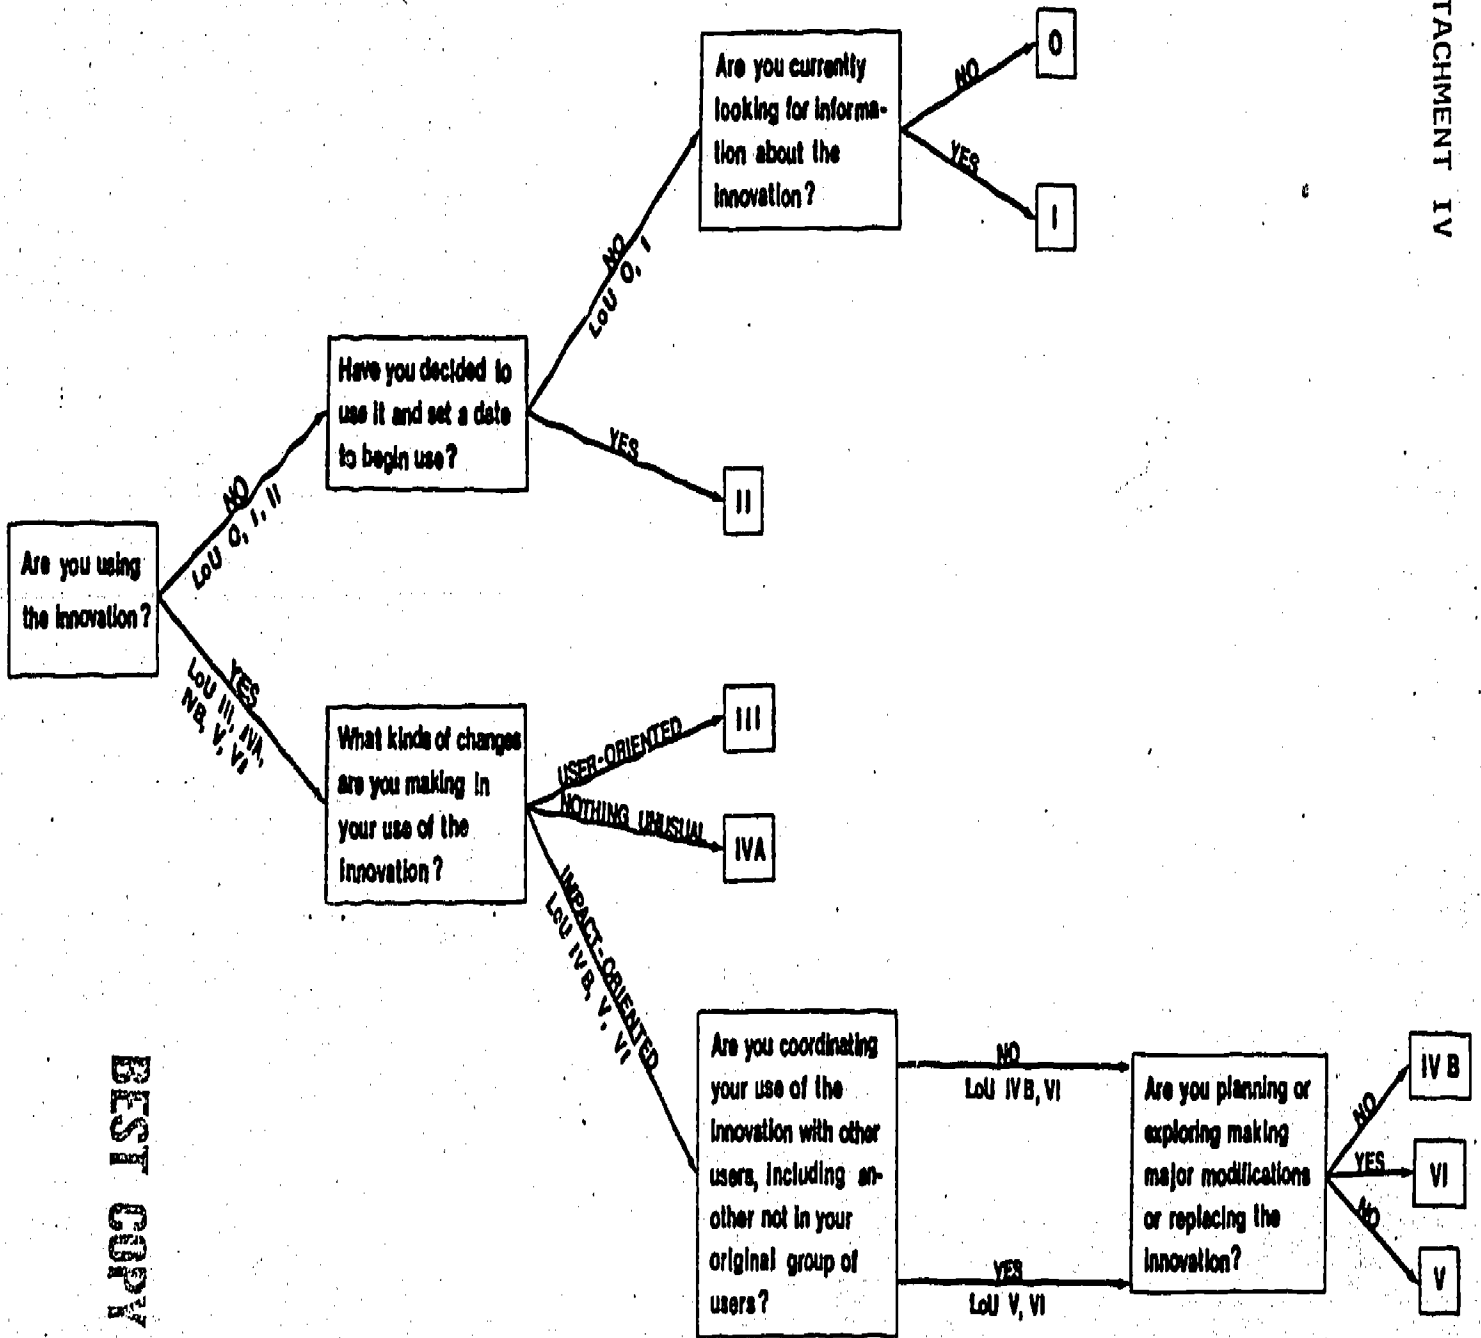 TACHMENT IV
Are you using
the innovation?
NO
LoU O, I, II
YES
LoU III, IVA,
IVB, V, VI
Have you decided to
use it and set a date
to begin use?
NO
LoU O, I
YES
II
Are you currently
looking for informa-
tion about the
innovation?
NO
O
YES
I
What kinds of changes
are you making in
your use of the
innovation?
USER-ORIENTED
III
NOTHING UNUSUAL
IVA
IMPACT-ORIENTED
LoU IV B, V, VI
Are you coordinating
your use of the
innovation with other
users, including an-
other not in your
original group of
users?
NO
LoU IV B, VI
YES
LoU V, VI
Are you planning or
exploring making
major modifications
or replacing the
innovation?
NO
IV B
YES
VI
NO
V
BEST COPY